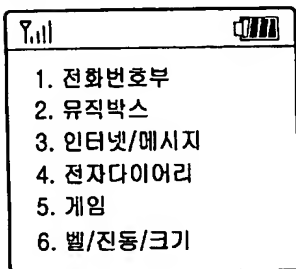 1. 전화번호부
2. 뮤직박스
3. 인터넷/메시지
4. 전자다이어리
5. 게임
6. 벨/진동/크기